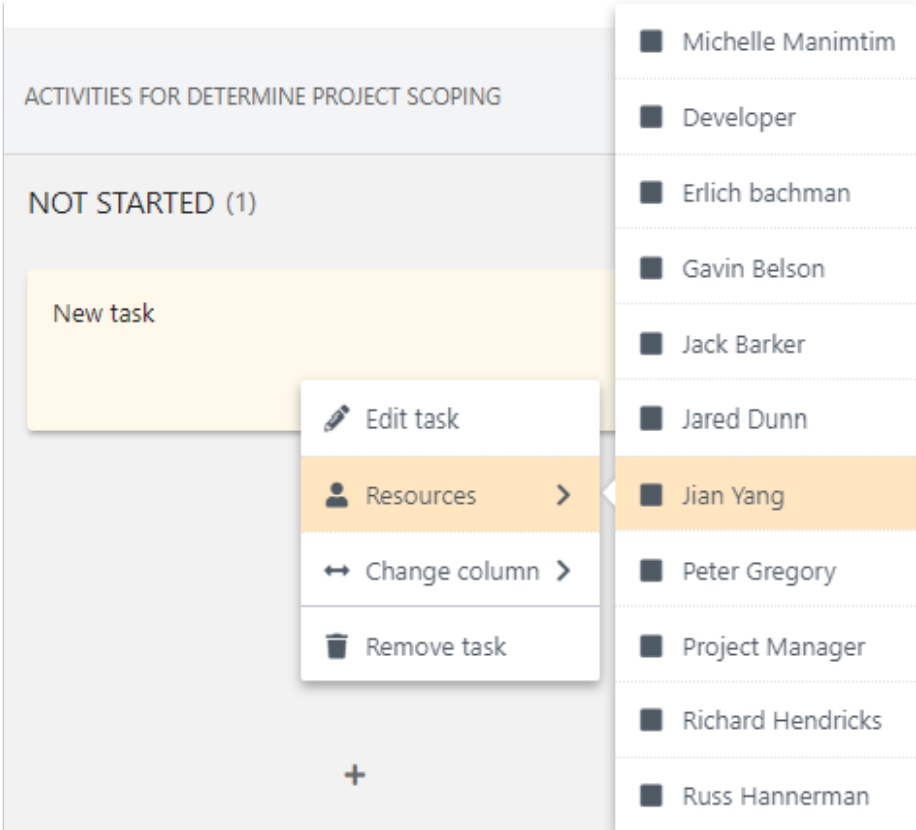 ACTIVITIES FOR DETERMINE PROJECT SCOPING
NOT STARTED (1)
New task
Edit task
Resources
Change column
Remove task
Michelle Manimtim
Developer
Erlich bachman
Gavin Belson
Jack Barker
Jared Dunn
Jian Yang
Peter Gregory
Project Manager
Richard Hendricks
Russ Hannerman